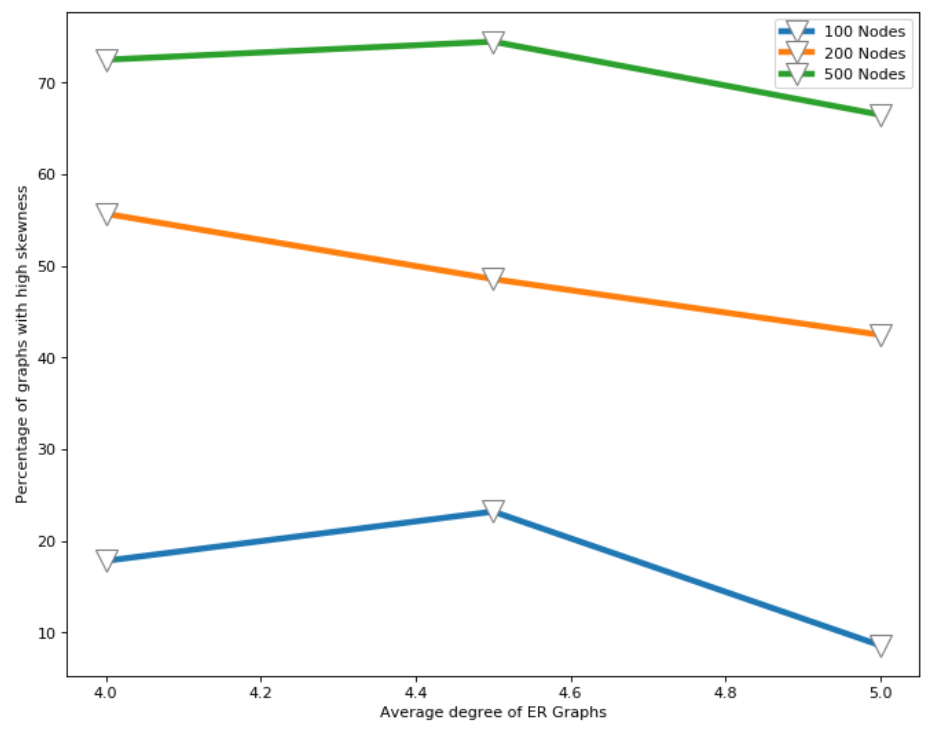 100 Nodes
200 Nodes
500 Nodes
Percentage of graphs with high skewness
70
60
50
40
30
20
10
4.0 4.2 4.4 4.6 4.8 5.0
Average degree of ER Graphs